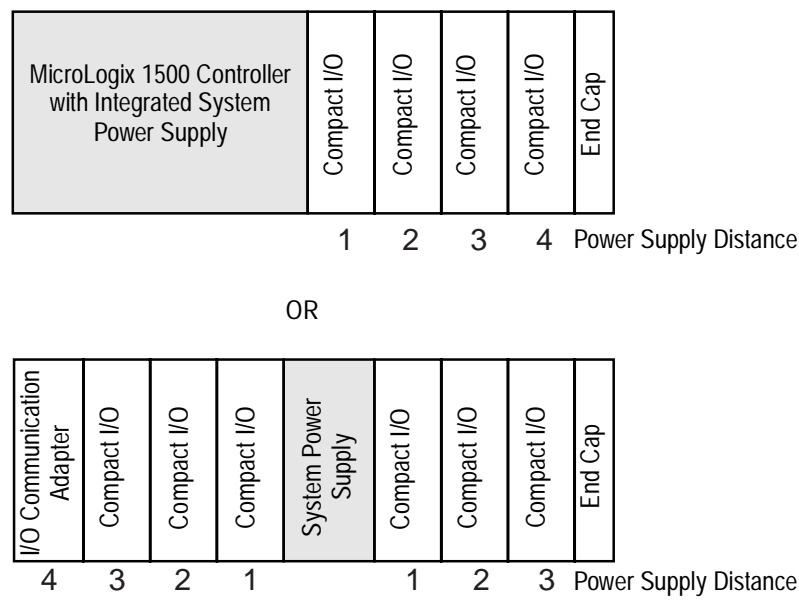 MicroLogix 1500 Controller
with Integrated System
Power Supply
Compact I/O
Compact I/O
Compact I/O
Compact I/O
End Cap
1 2 3 4 Power Supply Distance
OR
I/O Communication
Adapter
Compact I/O
Compact I/O
Compact I/O
System Power
Supply
Compact I/O
Compact I/O
Compact I/O
End Cap
4 3 2 1 1 2 3 Power Supply Distance